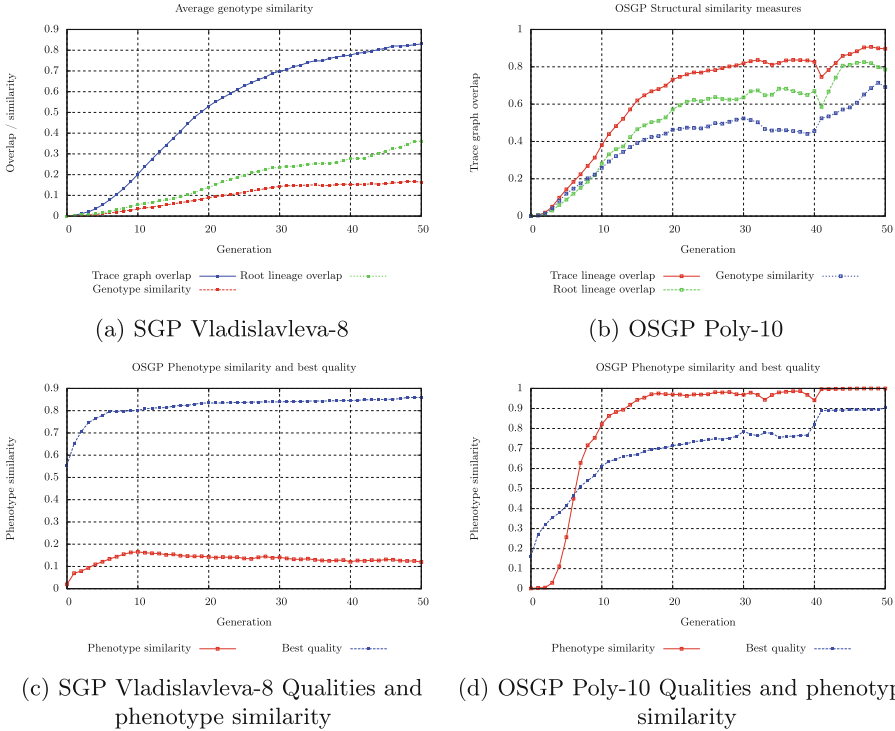 Average genotype similarity
0.9
0.8
0.7
0.6
0.5
0.4
0.3
0.2
0.1
0
Overlap / similarity
0 10 20 30 40 50
Generation
Trace graph overlap Root lineage overlap
Genotype similarity
(a) SGP Vladislavleva-8
OSGP Structural similarity measures
1
0.8
0.6
0.4
0.2
0
Trace graph overlap
0 10 20 30 40 50
Generation
Trace lineage overlap Genotype similarity
Root lineage overlap
(b) OSGP Poly-10
OSGP Phenotype similarity and best quality
0.9
0.8
0.7
0.6
0.5
0.4
0.3
0.2
0.1
0
Phenotype similarity
0 10 20 30 40 50
Generation
Phenotype similarity Best quality
(c) SGP Vladislavleva-8 Qualities and
phenotype similarity
OSGP Phenotype similarity and best quality
1
0.9
0.8
0.7
0.6
0.5
0.4
0.3
0.2
0.1
0
Phenotype similarity
0 10 20 30 40 50
Generation
Phenotype similarity Best quality
(d) OSGP Poly-10 Qualities and phenotyp
similarity